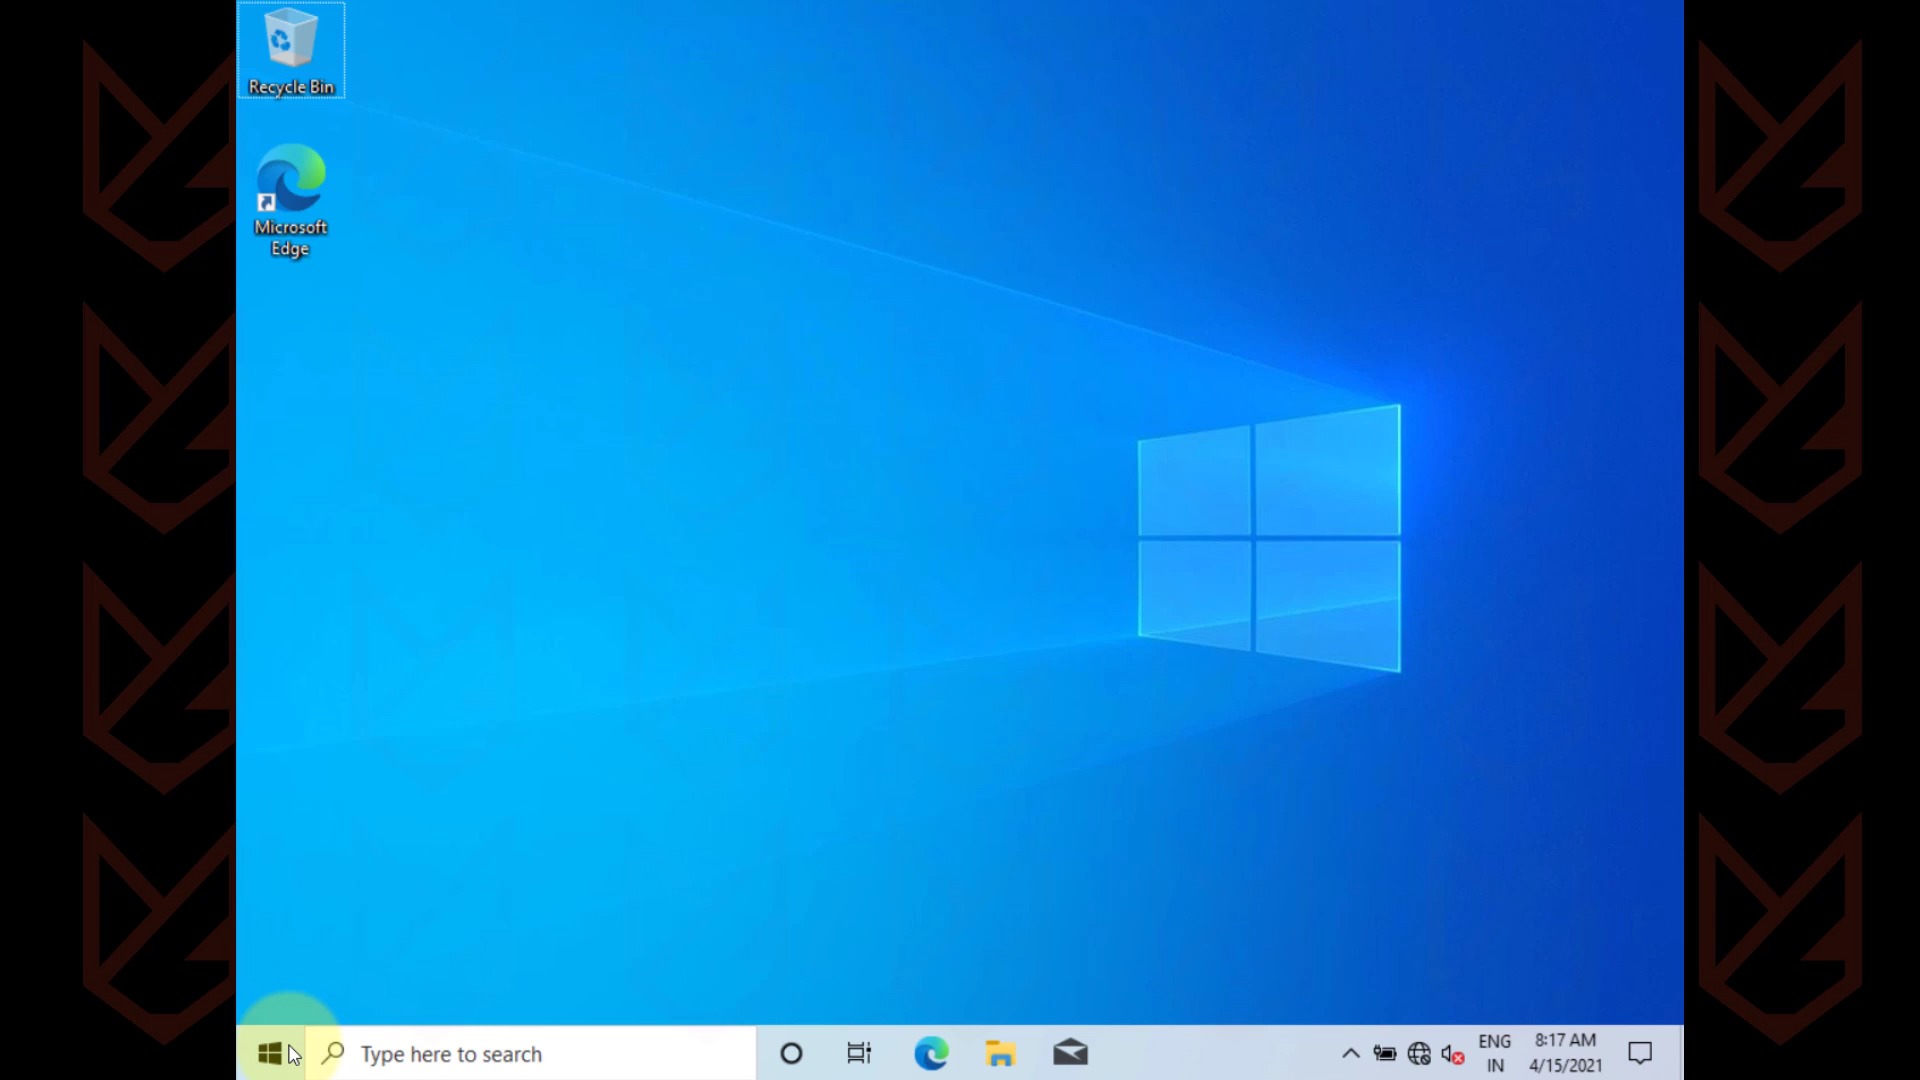 Recycle Bin
Microsoft
Edge
Type here to search
ENG
IN
8:17 AM
4/15/2021